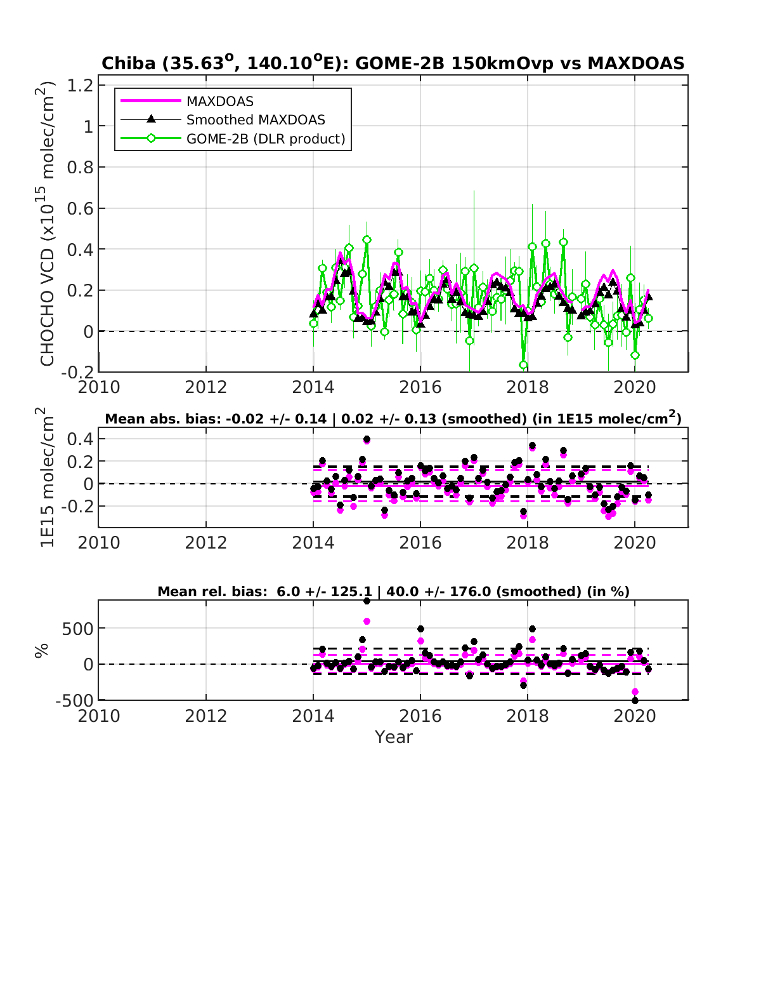 Chiba (35.63°, 140.10°E): GOME-2B 150kmOvp vs MAXDOAS
CHOCHO VCD (x10^15 molec/cm^2)
1.2
1
0.8
0.6
0.4
0.2
0
-0.2
MAXDOAS
Smoothed MAXDOAS
GOME-2B (DLR product)
2010 2012 2014 2016 2018 2020
Mean abs. bias: -0.02 +/- 0.14 | 0.02 +/- 0.13 (smoothed) (in 1E15 molec/cm^2)
1E15 molec/cm^2
0.4
0.2
0
-0.2
2010 2012 2014 2016 2018 2020
Mean rel. bias: 6.0 +/- 125.1 | 40.0 +/- 176.0 (smoothed) (in %)
%
500
0
-500
2010 2012 2014 2016 2018 2020
Year